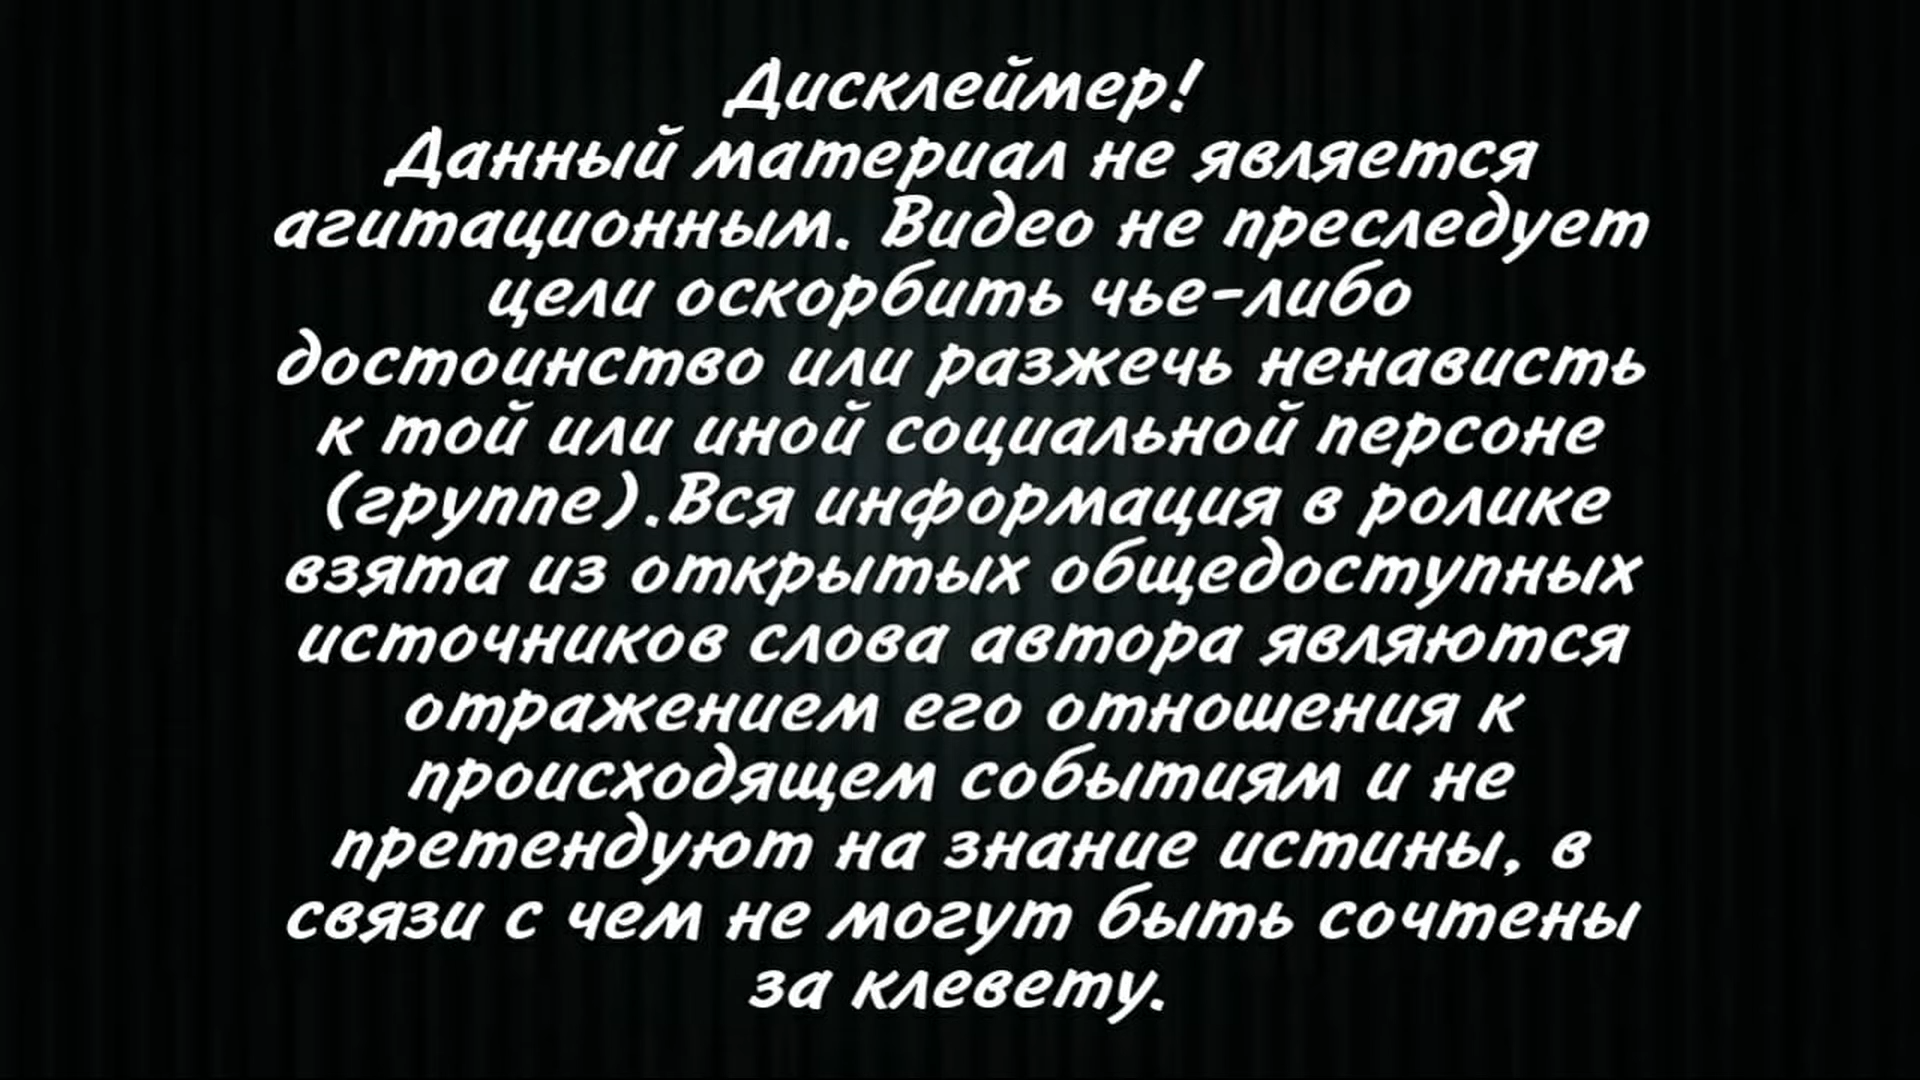 Дисклеймер!
Данный материал не является
агитационным. Видео не преследует
цели оскорбить чье-либо
достоинство или разжечь ненависть
к той или иной социальной персоне
(группе).Вся информация в ролике
взята из открытых общедоступных
источников слова автора являются
отражением его отношения к
происходящем событиям и не
претендуют на знание истины, в
связи с чем не могут быть сочтены
за клевету.